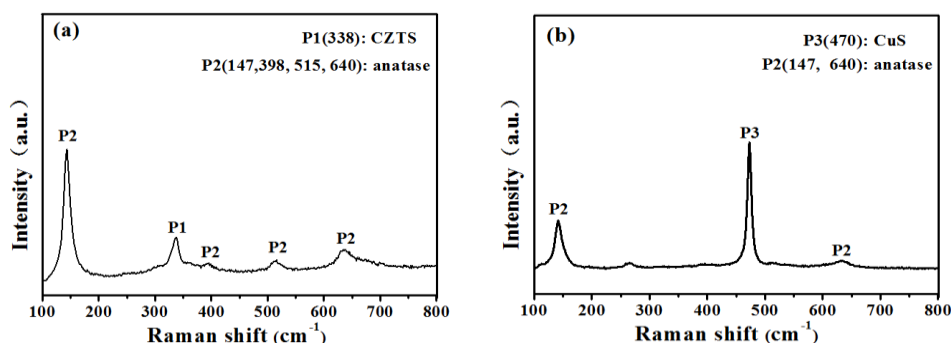 (a)
P1(338): CZTS
P2(147,398, 515, 640): anatase
P2
P1
P2
P2
P2
Intensity (a.u.)
100 200 300 400 500 600 700 800
Raman shift (cm-1)
(b)
P3(470): CuS
P2(147, 640): anatase
P3
P2
P2
Intensity (a.u.)
100 200 300 400 500 600 700 800
Raman shift (cm-1)